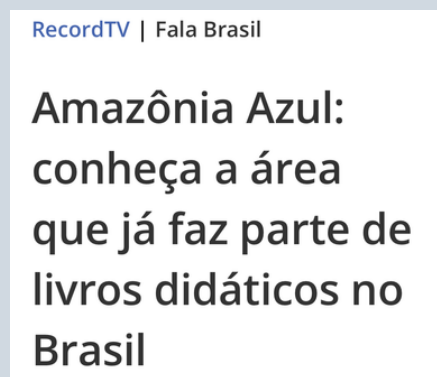 RecordTV | Fala Brasil
Amazônia Azul:
conheça a área
que já faz parte de
livros didáticos no
Brasil